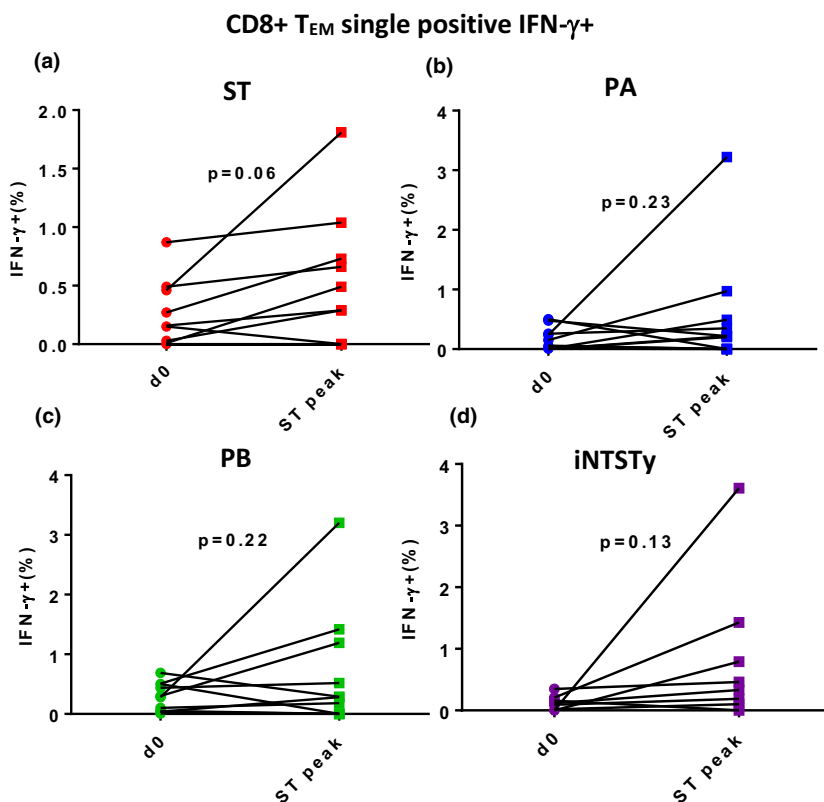 CD8+ TEM single positive IFN-γ+
(a)
ST
2.0
1.5
1.0
0.5
0.0
IFN-γ+(%)
p=0.06
d0
ST peak
(b)
PA
4
3
2
1
0
IFN-γ+(%)
p=0.23
d0
ST peak
(c)
PB
4
3
2
1
0
IFN-γ+(%)
p=0.22
d0
ST peak
(d)
iNTSTy
4
3
2
1
0
IFN-γ+(%)
p=0.13
d0
ST peak